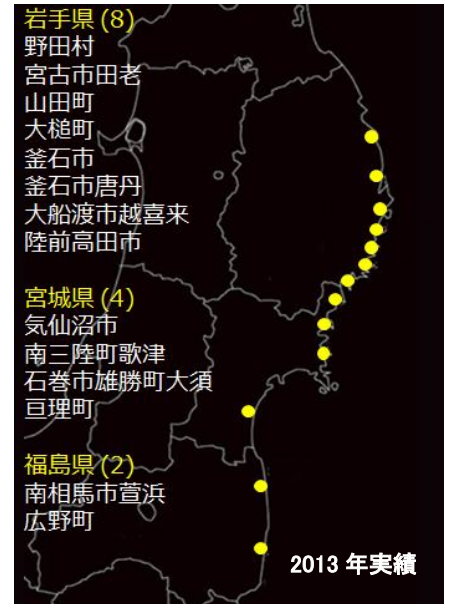 岩手県 (8)
野田村
宮古市田老
山田町
大槌町
釜石市
釜石市唐丹
大船渡市越喜来
陸前高田市
宮城県 (4)
気仙沼市
南三陸町歌津
石巻市雄勝町大須
亘理町
福島県 (2)
南相馬市萱浜
広野町
2013 年実績